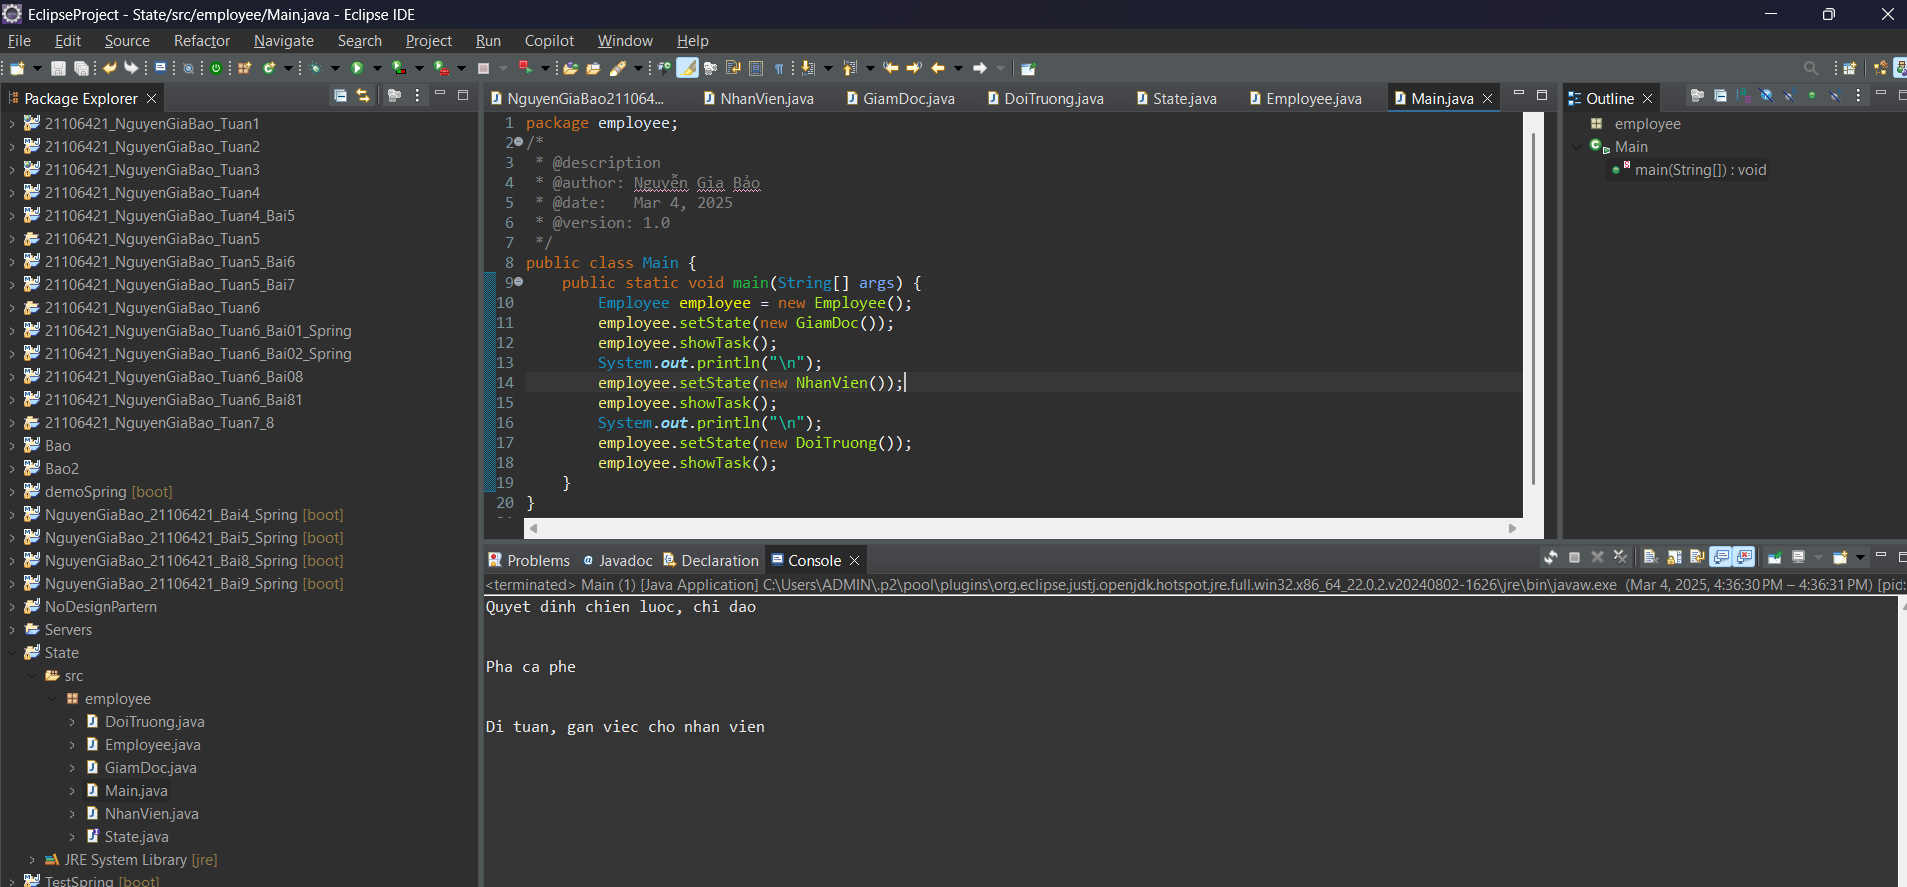 EclipseProject - State/src/employee/Main.java - Eclipse IDE
File Edit Source Refactor Navigate Search Project Run Copilot Window Help
Package Explorer
21106421_NguyenGiaBao_Tuan1
21106421_NguyenGiaBao_Tuan2
21106421_NguyenGiaBao_Tuan3
21106421_NguyenGiaBao_Tuan4
21106421_NguyenGiaBao_Tuan4_Bai5
21106421_NguyenGiaBao_Tuan5
21106421_NguyenGiaBao_Tuan5_Bai6
21106421_NguyenGiaBao_Tuan5_Bai7
21106421_NguyenGiaBao_Tuan6
21106421_NguyenGiaBao_Tuan6_Bai01_Spring
21106421_NguyenGiaBao_Tuan6_Bai02_Spring
21106421_NguyenGiaBao_Tuan6_Bai08
21106421_NguyenGiaBao_Tuan6_Bai81
21106421_NguyenGiaBao_Tuan7_8
Bao
Bao2
demoSpring [boot]
NguyenGiaBao_21106421_Bai4_Spring [boot]
NguyenGiaBao_21106421_Bai5_Spring [boot]
NguyenGiaBao_21106421_Bai8_Spring [boot]
NguyenGiaBao_21106421_Bai9_Spring [boot]
NoDesignPartern
Servers
State
src
employee
DoiTruong.java
Employee.java
GiamDoc.java
Main.java
NhanVien.java
State.java
JRE System Library [jre]
TestSpring [boot]
NguyenGiaBao211064... NhanVien.java GiamDoc.java DoiTruong.java State.java Employee.java Main.java
1 package employee;
2 /*
3 * @description
4 * @author: Nguyễn Gia Bảo
5 * @date: Mar 4, 2025
6 * @version: 1.0
7 */
8 public class Main {
9 public static void main(String[] args) {
10 Employee employee = new Employee();
11 employee.setState(new GiamDoc());
12 employee.showTask();
13 System.out.println("\n");
14 employee.setState(new NhanVien());
15 employee.showTask();
16 System.out.println("\n");
17 employee.setState(new DoiTruong());
18 employee.showTask();
19 }
20 }
Outline
employee
Main
main(String[]) : void
Problems @ Javadoc Declaration Console
<terminated> Main (1) [Java Application] C:\Users\ADMIN\.p2\pool\plugins\org.eclipse.justj.openjdk.hotspot.jre.full.win32.x86_64_22.0.2.v20240802-1626\jre\bin\javaw.exe (Mar 4, 2025, 4:36:30 PM – 4:36:31 PM) [pid:
Quyet dinh chien luoc, chi dao
Pha ca phe
Di tuan, gan viec cho nhan vien